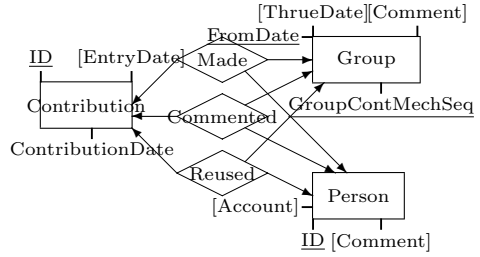 [ThrueDate] [Comment]
FromDate
ID [EntryDate] Made Group
Contribution Commented GroupContMechSeq
ContributionDate
Reused
[Account] Person
ID [Comment]